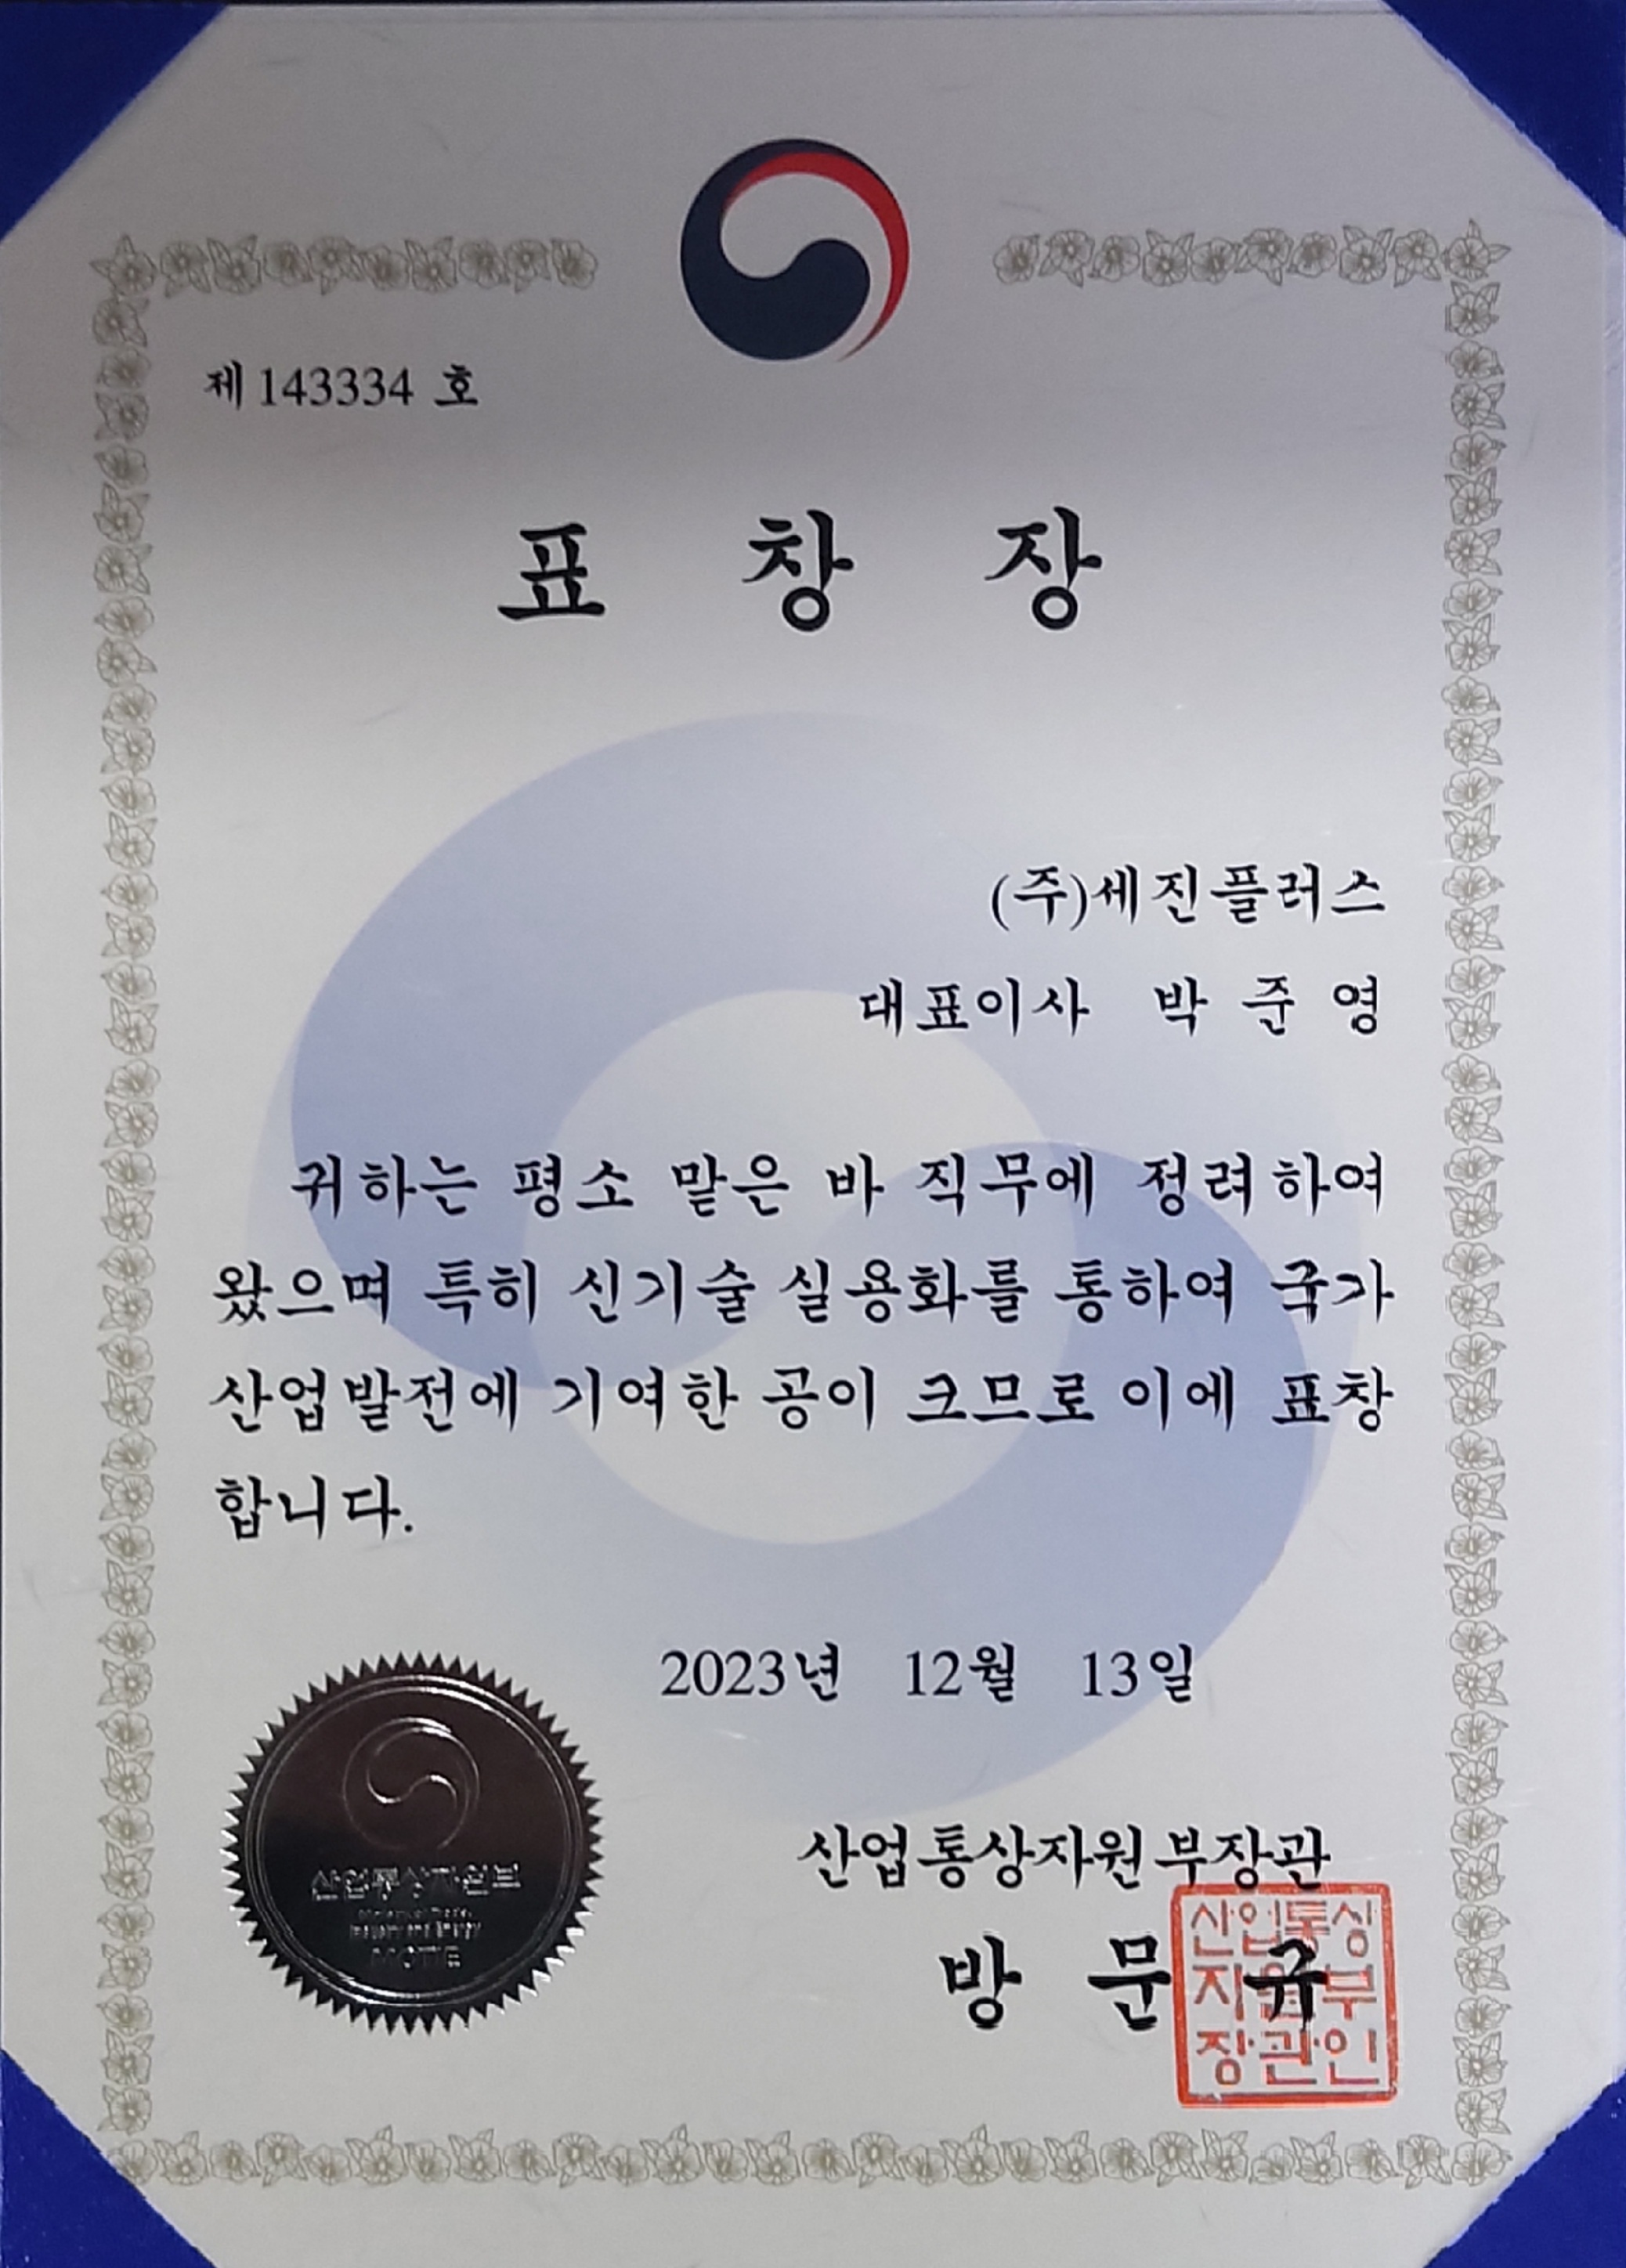 제 143334 호
표 창 장
(주)세진플러스
대표이사 박 준 영
귀하는 평소 맡은 바 직무에 정려하여
왔으며 특히 신기술 실용화를 통하여 국가
산업발전에 기여한 공이 크므로 이에 표창
합니다.
2023년 12월 13일
산업통상자원부장관
방 문 규
산업통상
자원부
장관인
산업통상자원부
MOTIE